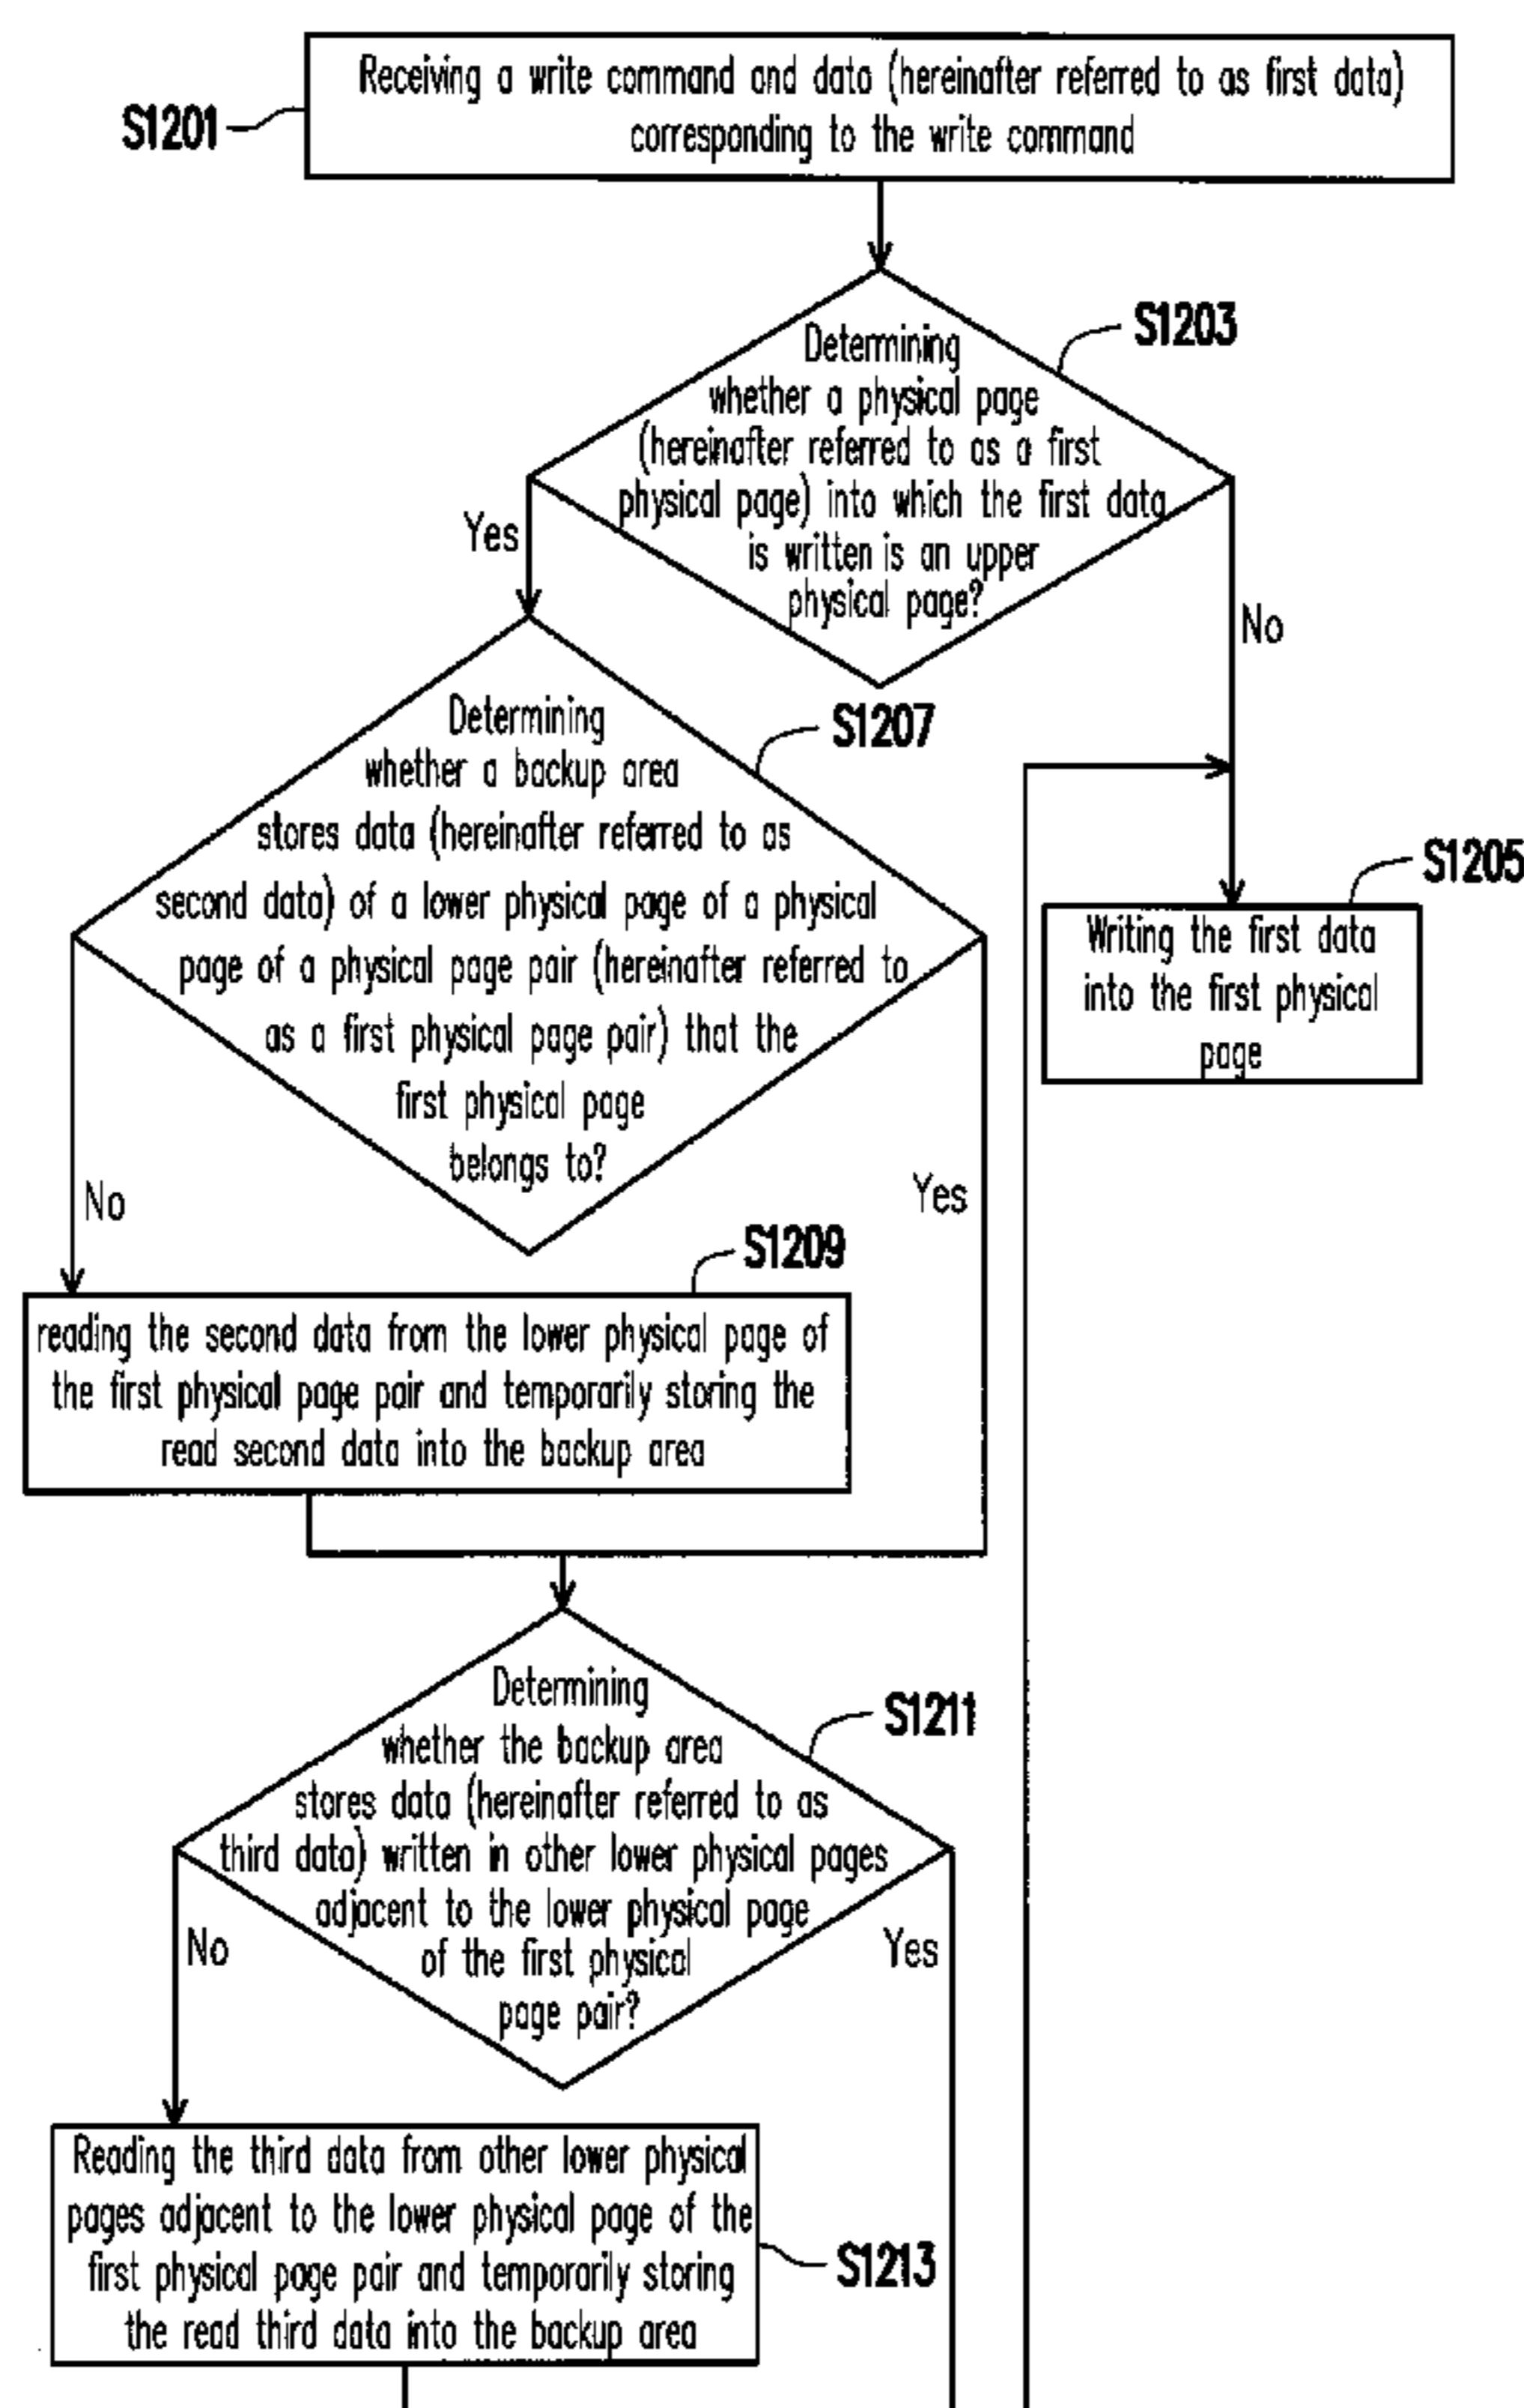 Receiving a write command and data (hereinafter referred to as first data)
corresponding to the write command
S1201
Determining
whether a physical page
(hereinafter referred to as a first
physical page) into which the first data
is written is an upper
physical page?
S1203
Yes
No
Determining
whether a backup area
stores data (hereinafter referred to as
second data) of a lower physical page of a physical
page of a physical page pair (hereinafter referred to
as a first physical page pair) that the
first physical page
belongs to?
S1207
No
Yes
S1205
Writing the first data
into the first physical
page
S1209
reading the second data from the lower physical page of
the first physical page pair and temporarily storing the
read second data into the backup area
Determining
whether the backup area
stores data (hereinafter referred to as
third data) written in other lower physical pages
adjacent to the lower physical page
of the first physical
page pair?
S1211
No
Yes
Reading the third data from other lower physical
pages adjacent to the lower physical page of the
first physical page pair and temporarily storing
the read third data into the backup area
S1213